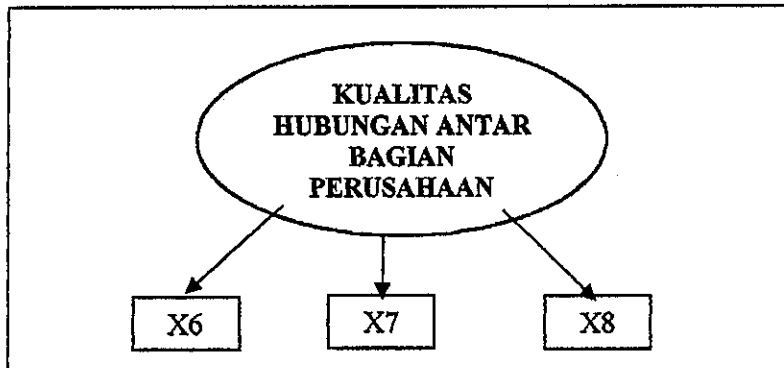 KUALITAS
HUBUNGAN ANTAR
BAGIAN
PERUSAHAAN
X6 X7 X8